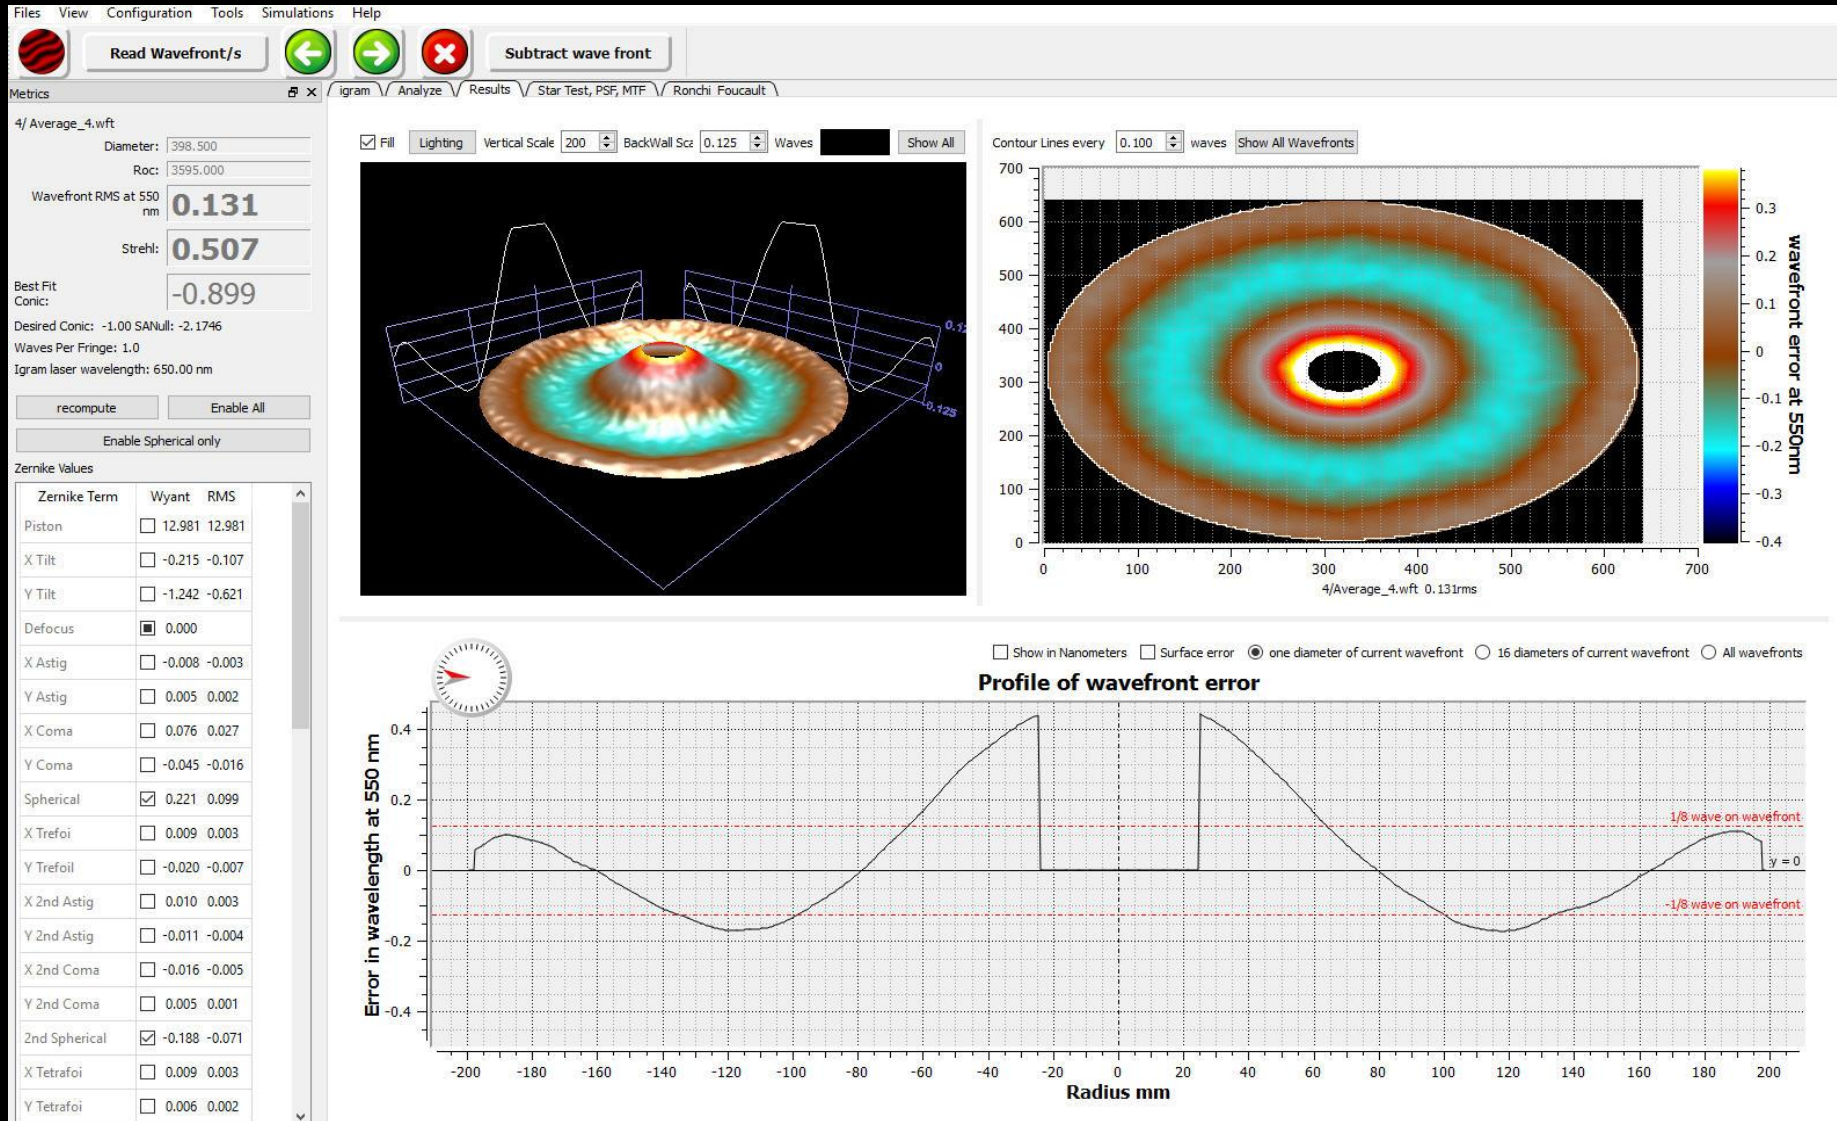 Files View Configuration Tools Simulations Help
Read Wavefront/s Subtract wave front
Metrics
igram Analyze Results Star Test, PSF, MTF Ronchi Foucault
4/ Average_4.wft
Diameter: 398.500
Roc: 3595.000
Wavefront RMS at 550
nm 0.131
Strehl: 0.507
Best Fit
Conic: -0.899
Desired Conic: -1.00 SANull: -2.1746
Waves Per Fringe: 1.0
Igram laser wavelength: 650.00 nm
recompute Enable All
Enable Spherical only
Zernike Values
Zernike Term Wyant RMS
Piston 12.981 12.981
X Tilt -0.215 -0.107
Y Tilt -1.242 -0.621
Defocus 0.000
X Astig -0.008 -0.003
Y Astig 0.005 0.002
X Coma 0.076 0.027
Y Coma -0.045 -0.016
Spherical 0.221 0.099
X Trefoi 0.009 0.003
Y Trefoil -0.020 -0.007
X 2nd Astig 0.010 0.003
Y 2nd Astig -0.011 -0.004
X 2nd Coma -0.016 -0.005
Y 2nd Coma 0.005 0.001
2nd Spherical -0.188 -0.071
X Tetrafoi 0.009 0.003
Y Tetrafoi 0.006 0.002
Fill Lighting Vertical Scale 200 BackWall Sca 0.125 Waves Show All
0.12
0
-0.125
Contour Lines every 0.100 waves Show All Wavefronts
700
600
500
400
300
200
100
0
0 100 200 300 400 500 600 700
4/Average_4.wft 0.131rms
0.3
0.2
0.1
0
-0.1
-0.2
-0.3
-0.4
wavefront error at 550nm
Show in Nanometers Surface error one diameter of current wavefront 16 diameters of current wavefront All wavefronts
Profile of wavefront error
Error in wavelength at 550 nm
0.4
0.2
0
-0.2
-0.4
1/8 wave on wavefront
y = 0
-1/8 wave on wavefront
-200 -180 -160 -140 -120 -100 -80 -60 -40 -20 0 20 40 60 80 100 120 140 160 180 200
Radius mm